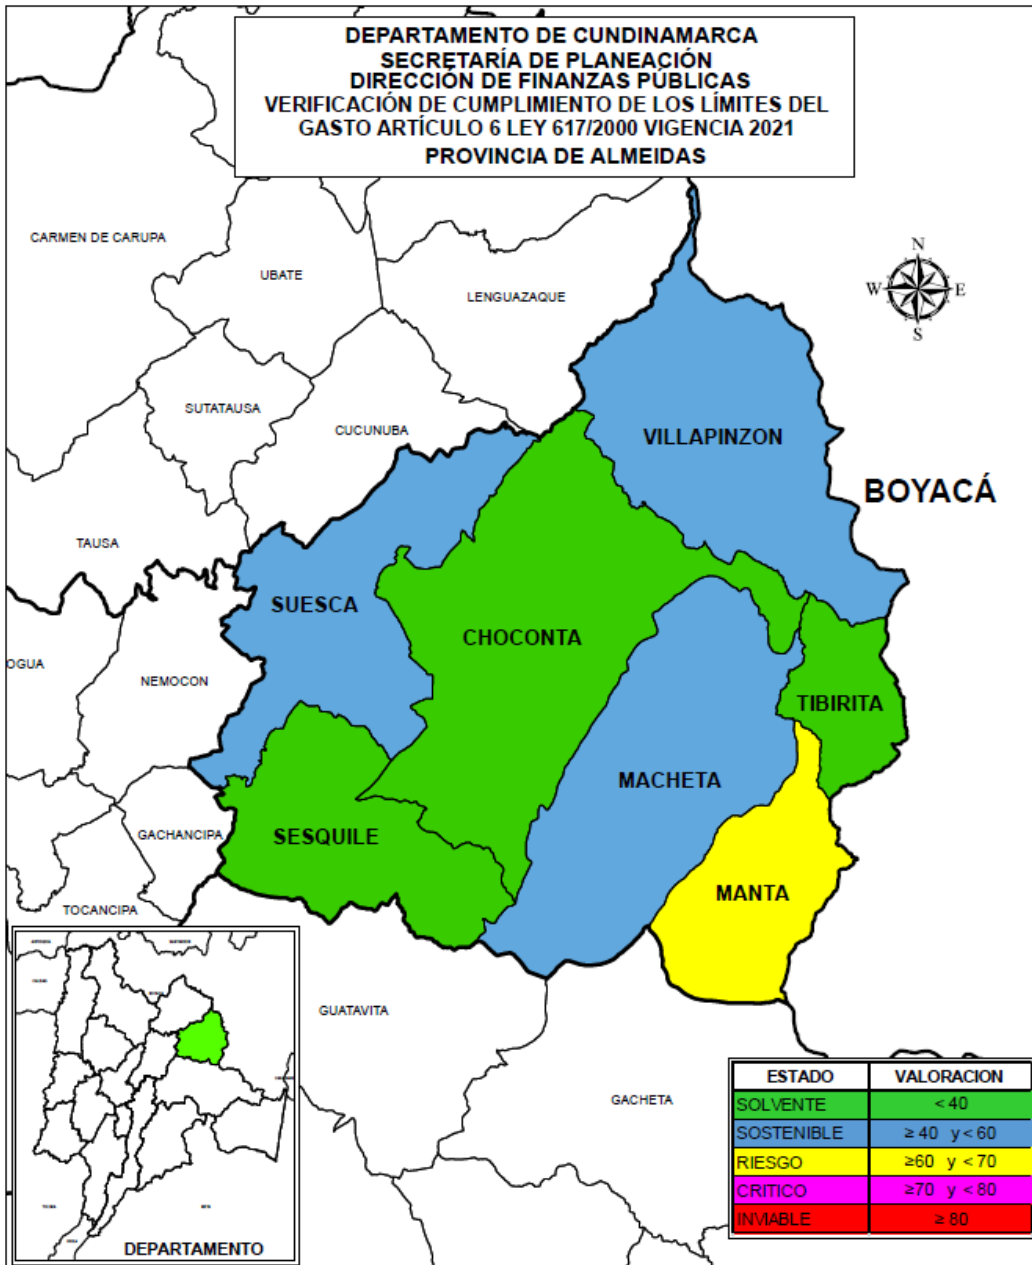 DEPARTAMENTO DE CUNDINAMARCA
SECRETARÍA DE PLANEACIÓN
DIRECCIÓN DE FINANZAS PÚBLICAS
VERIFICACIÓN DE CUMPLIMIENTO DE LOS LÍMITES DEL
GASTO ARTÍCULO 6 LEY 617/2000 VIGENCIA 2021
PROVINCIA DE ALMEIDAS
CARMEN DE CARUPA
UBATE
LENGUAZAQUE
N
W E
S
SUTATAUSA
CUCUNUBA
VILLAPINZON
BOYACÁ
TAUSA
SUESCA
CHOCONTA
OGUA
NEMOCON
TIBIRITA
MACHETA
GACHANCIPA
SESQUILE
MANTA
TOCANCIPA
GUATAVITA
GACHETA
DEPARTAMENTO
ESTADO VALORACION
SOLVENTE < 40
SOSTENIBLE ≥ 40 y < 60
RIESGO ≥60 y < 70
CRITICO ≥70 y < 80
INVIABLE ≥ 80